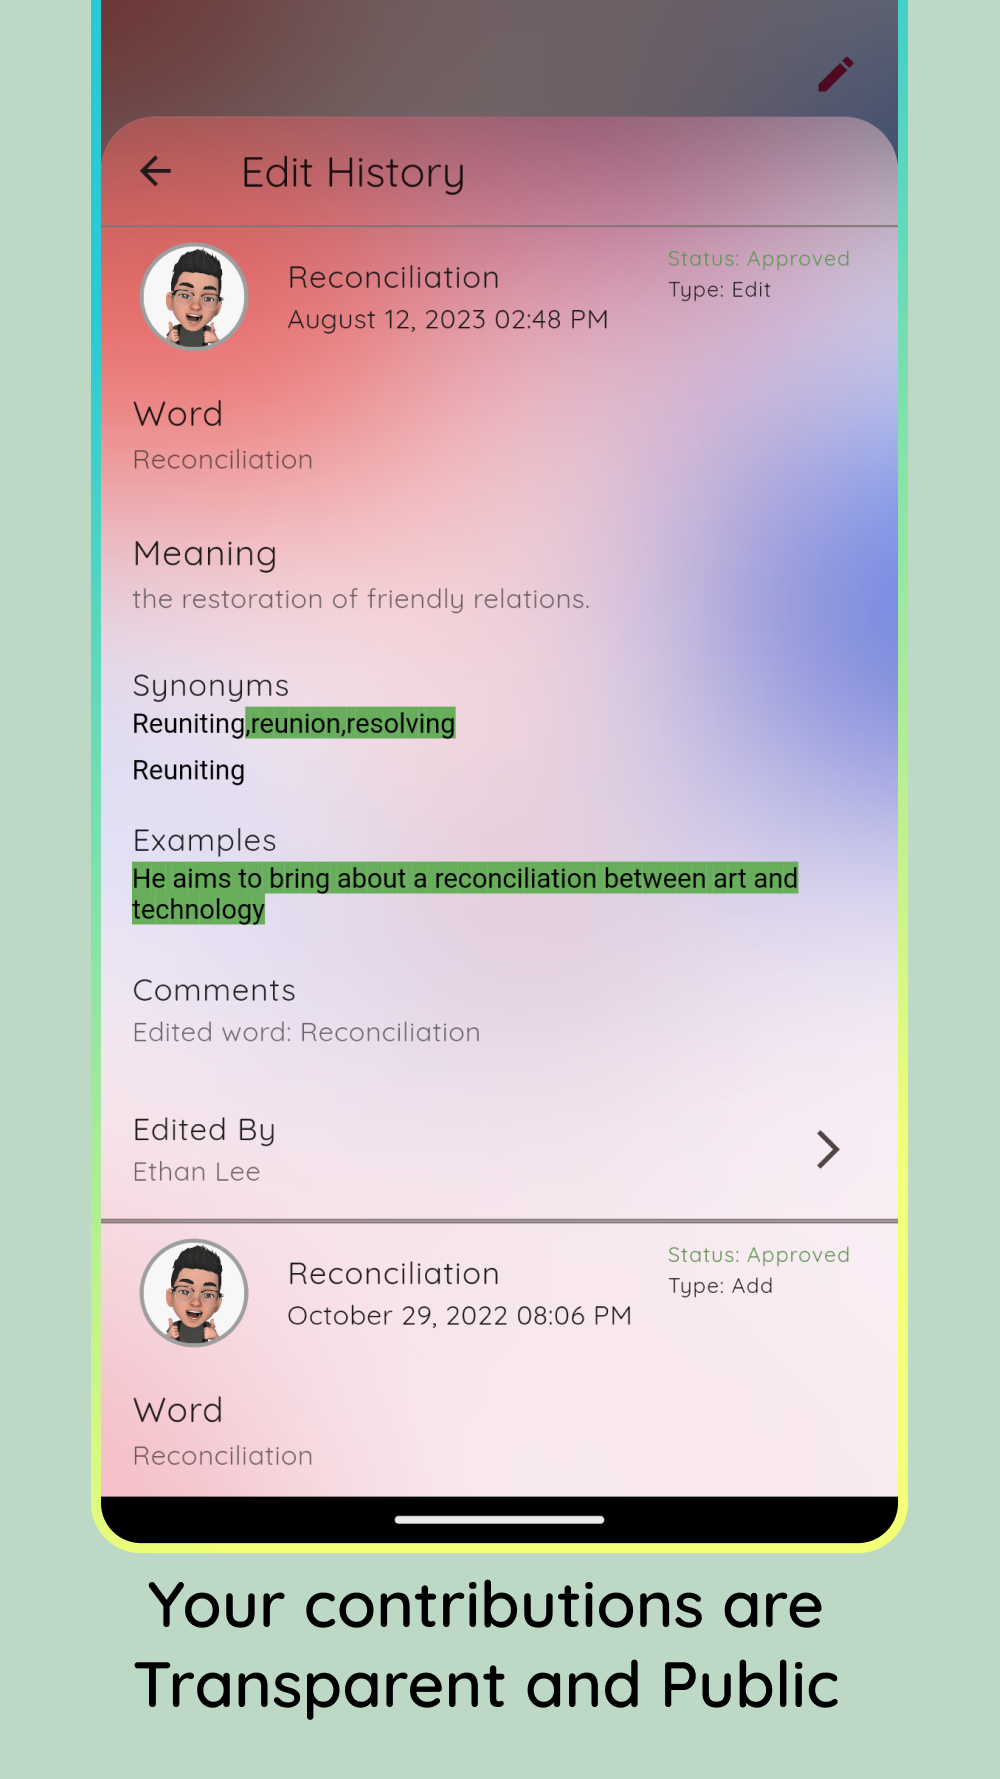 Edit History
Reconciliation
August 12, 2023 02:48 PM
Status: Approved
Type: Edit
Word
Reconciliation
Meaning
the restoration of friendly relations.
Synonyms
Reuniting,reunion,resolving
Reuniting
Examples
He aims to bring about a reconciliation between art and
technology
Comments
Edited word: Reconciliation
Edited By
Ethan Lee
Reconciliation
October 29, 2022 08:06 PM
Status: Approved
Type: Add
Word
Reconciliation
Your contributions are
Transparent and Public